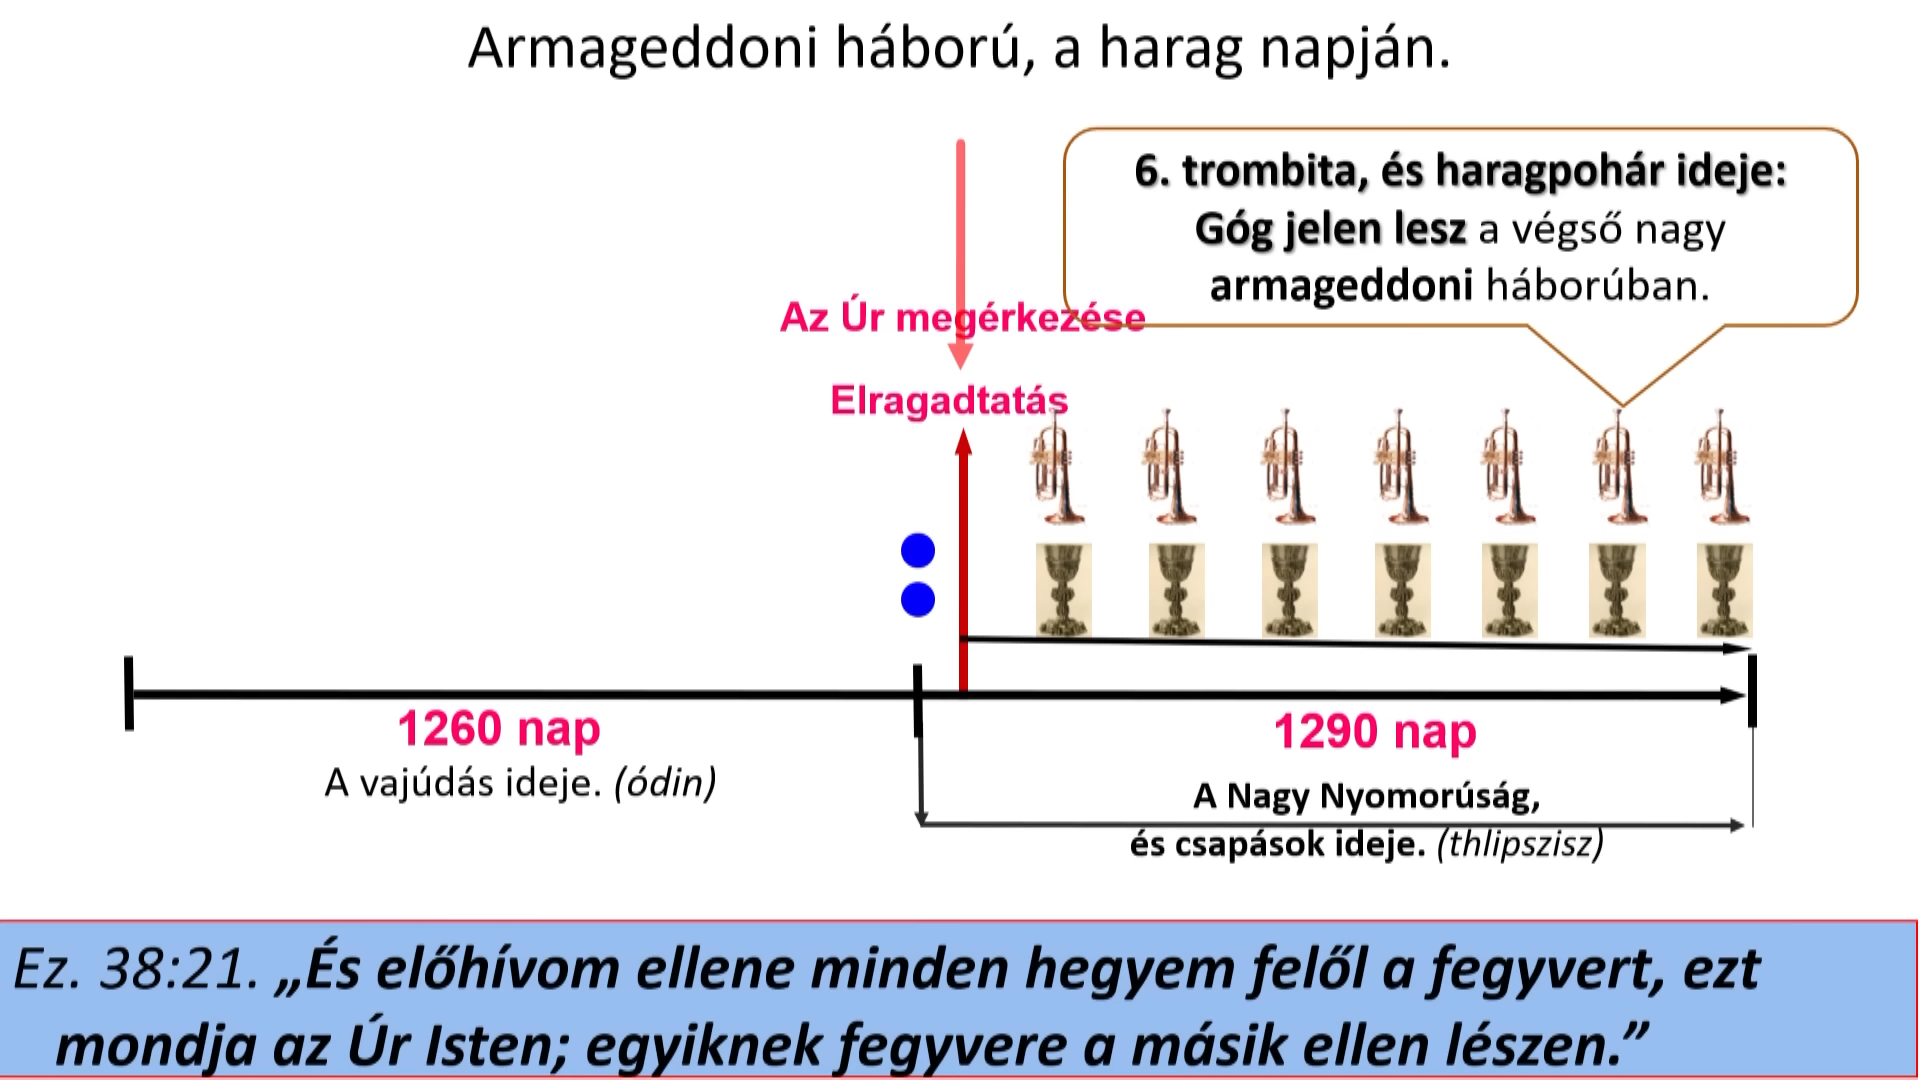 Armageddoni háború, a harag napján.
6. trombita, és haragpohár ideje:
Góg jelen lesz a végső nagy
armageddoni háborúban.
Az Úr megérkezése
Elragadtatás
1260 nap
A vajúdás ideje. (ódin)
1290 nap
A Nagy Nyomorúság,
és csapások ideje. (thlipszisz)
Ez. 38:21. „És előhívom ellene minden hegyem felől a fegyvert, ezt
mondja az Úr Isten; egyiknek fegyvere a másik ellen lészen.”